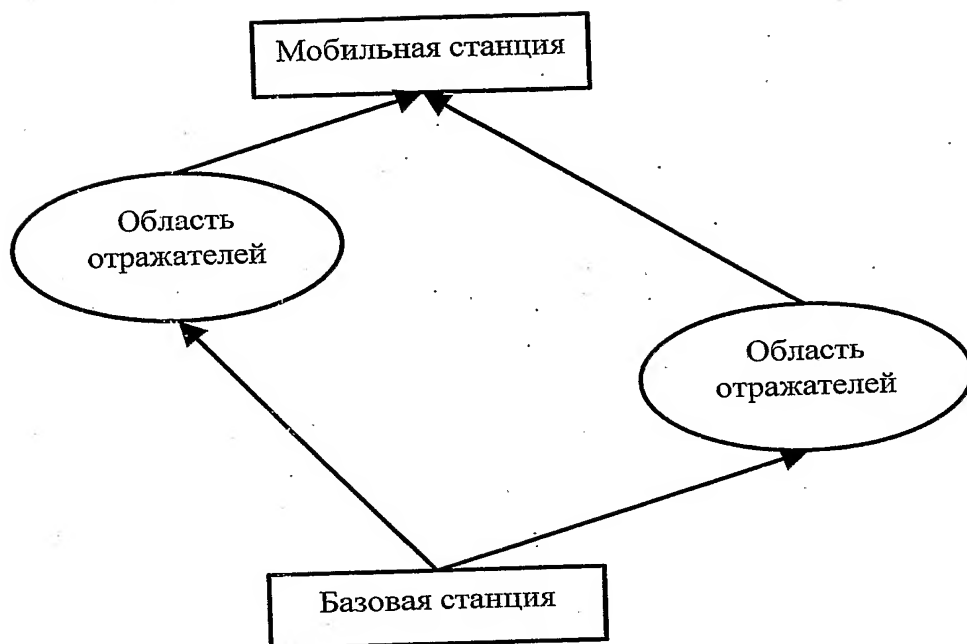 Мобильная станция
Область
отражателей
Область
отражателей
Базовая станция